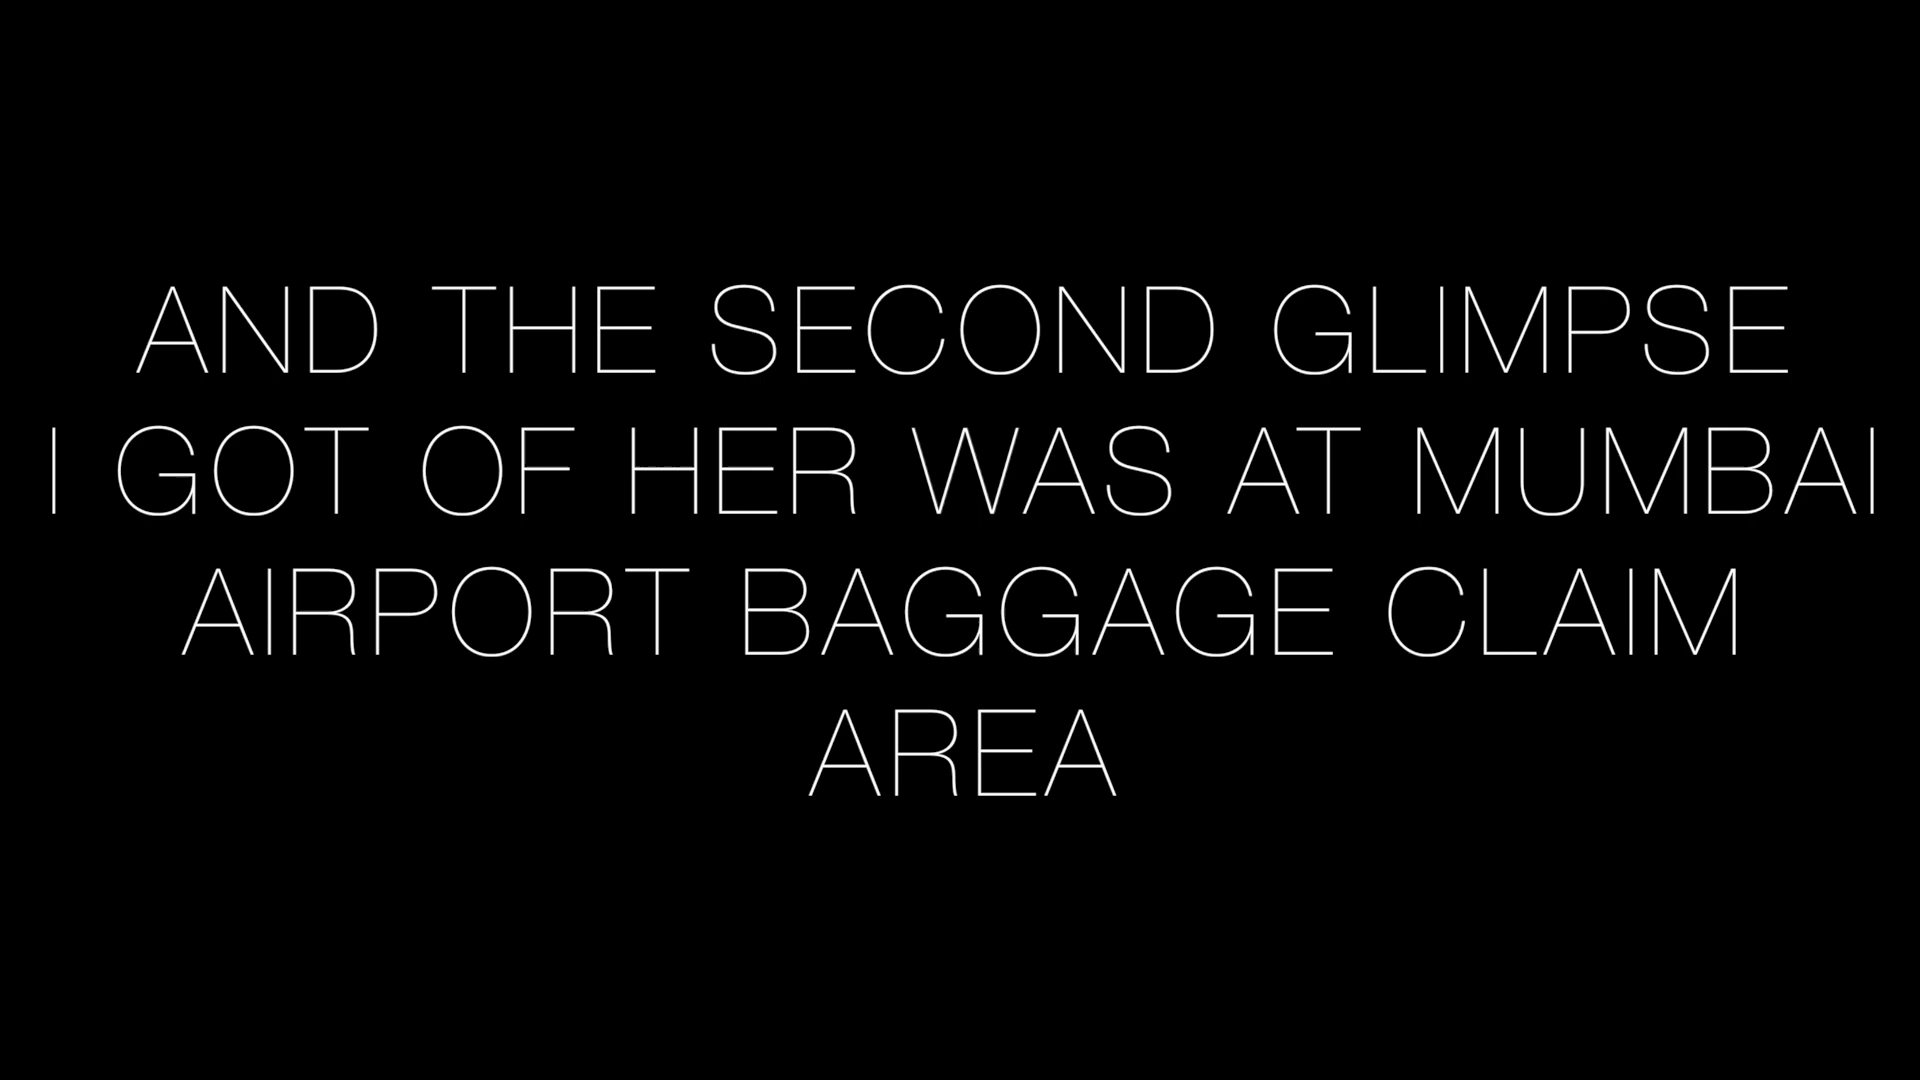 AND THE SECOND GLIMPSE
I GOT OF HER WAS AT MUMBAI
AIRPORT BAGGAGE CLAIM
AREA